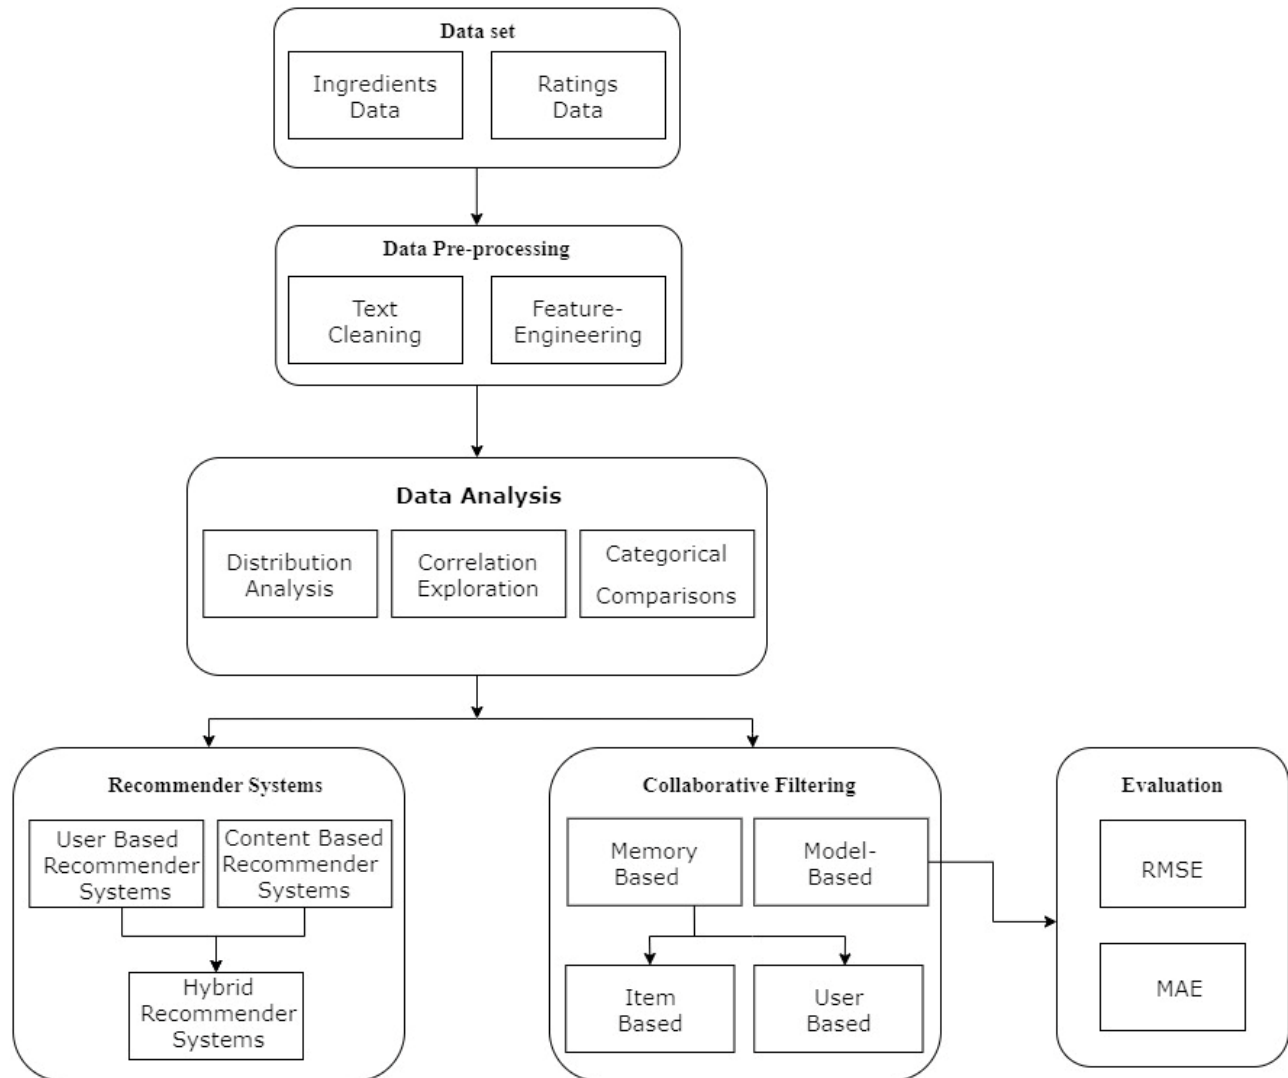 Data set
Ingredients
Data
Ratings
Data
Data Pre-processing
Text
Cleaning
Feature-
Engineering
Data Analysis
Distribution
Analysis
Correlation
Exploration
Categorical
Comparisons
Recommender Systems
User Based
Recommender
Systems
Content Based
Recommender
Systems
Hybrid
Recommender
Systems
Collaborative Filtering
Memory
Based
Model-
Based
Item
Based
User
Based
Evaluation
RMSE
MAE